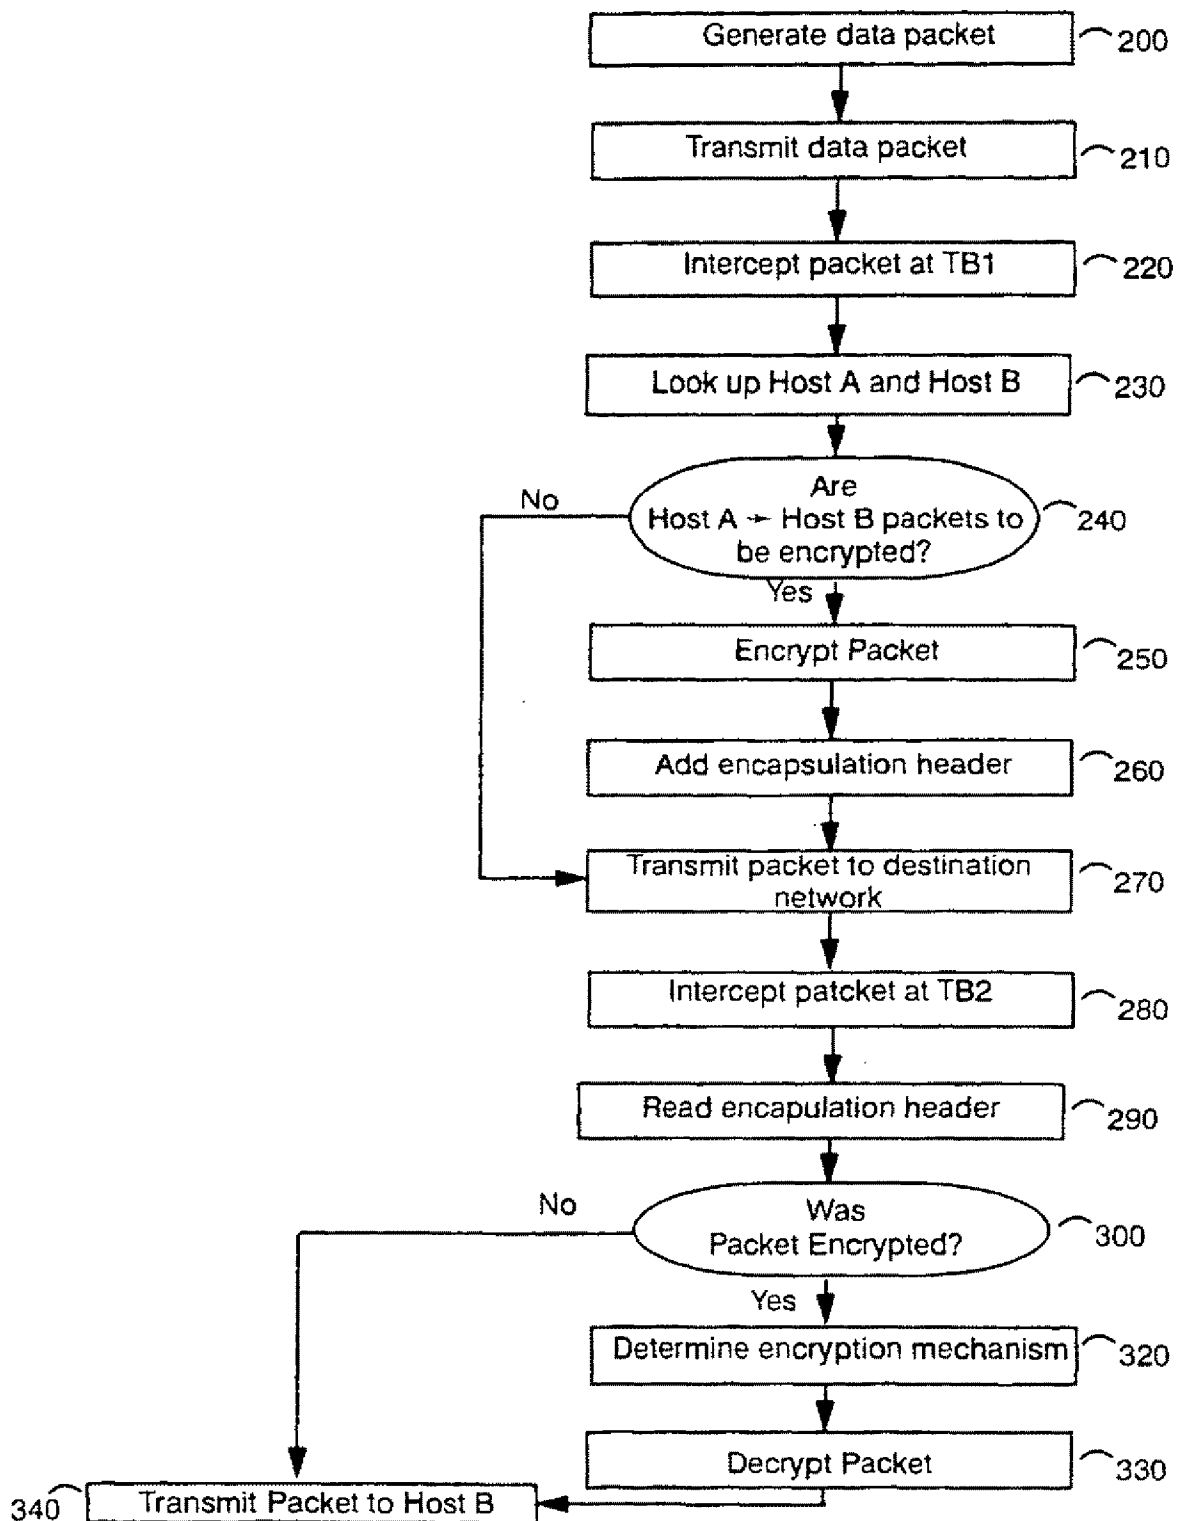 Generate data packet
200
Transmit data packet
210
Intercept packet at TB1
220
Look up Host A and Host B
230
Are
Host A → Host B packets to
be encrypted?
240
No
Yes
Encrypt Packet
250
Add encapsulation header
260
Transmit packet to destination
network
270
Intercept patcket at TB2
280
Read encapulation header
290
Was
Packet Encrypted?
300
No
Yes
Determine encryption mechanism
320
Decrypt Packet
330
340
Transmit Packet to Host B